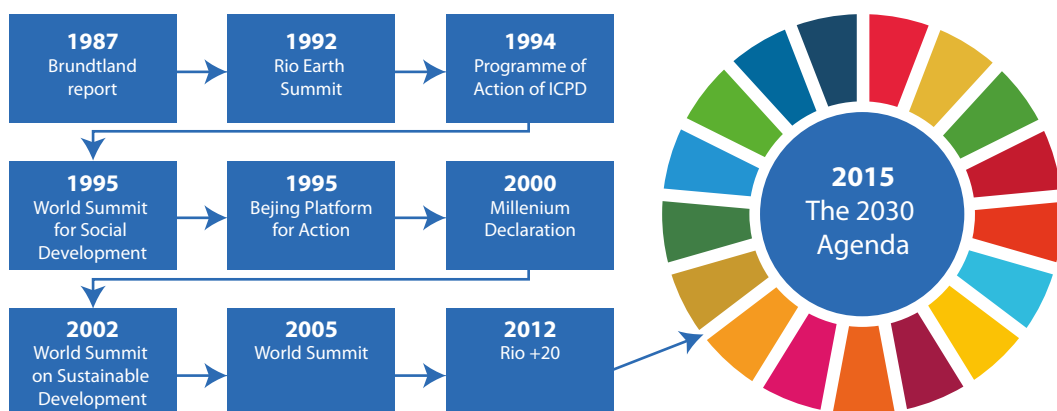 1987
Brundtland
report
1992
Rio Earth
Summit
1994
Programme of
Action of ICPD
1995
World Summit
for Social
Development
1995
Bejing Platform
for Action
2000
Millenium
Declaration
2002
World Summit
on Sustainable
Development
2005
World Summit
2012
Rio +20
2015
The 2030
Agenda